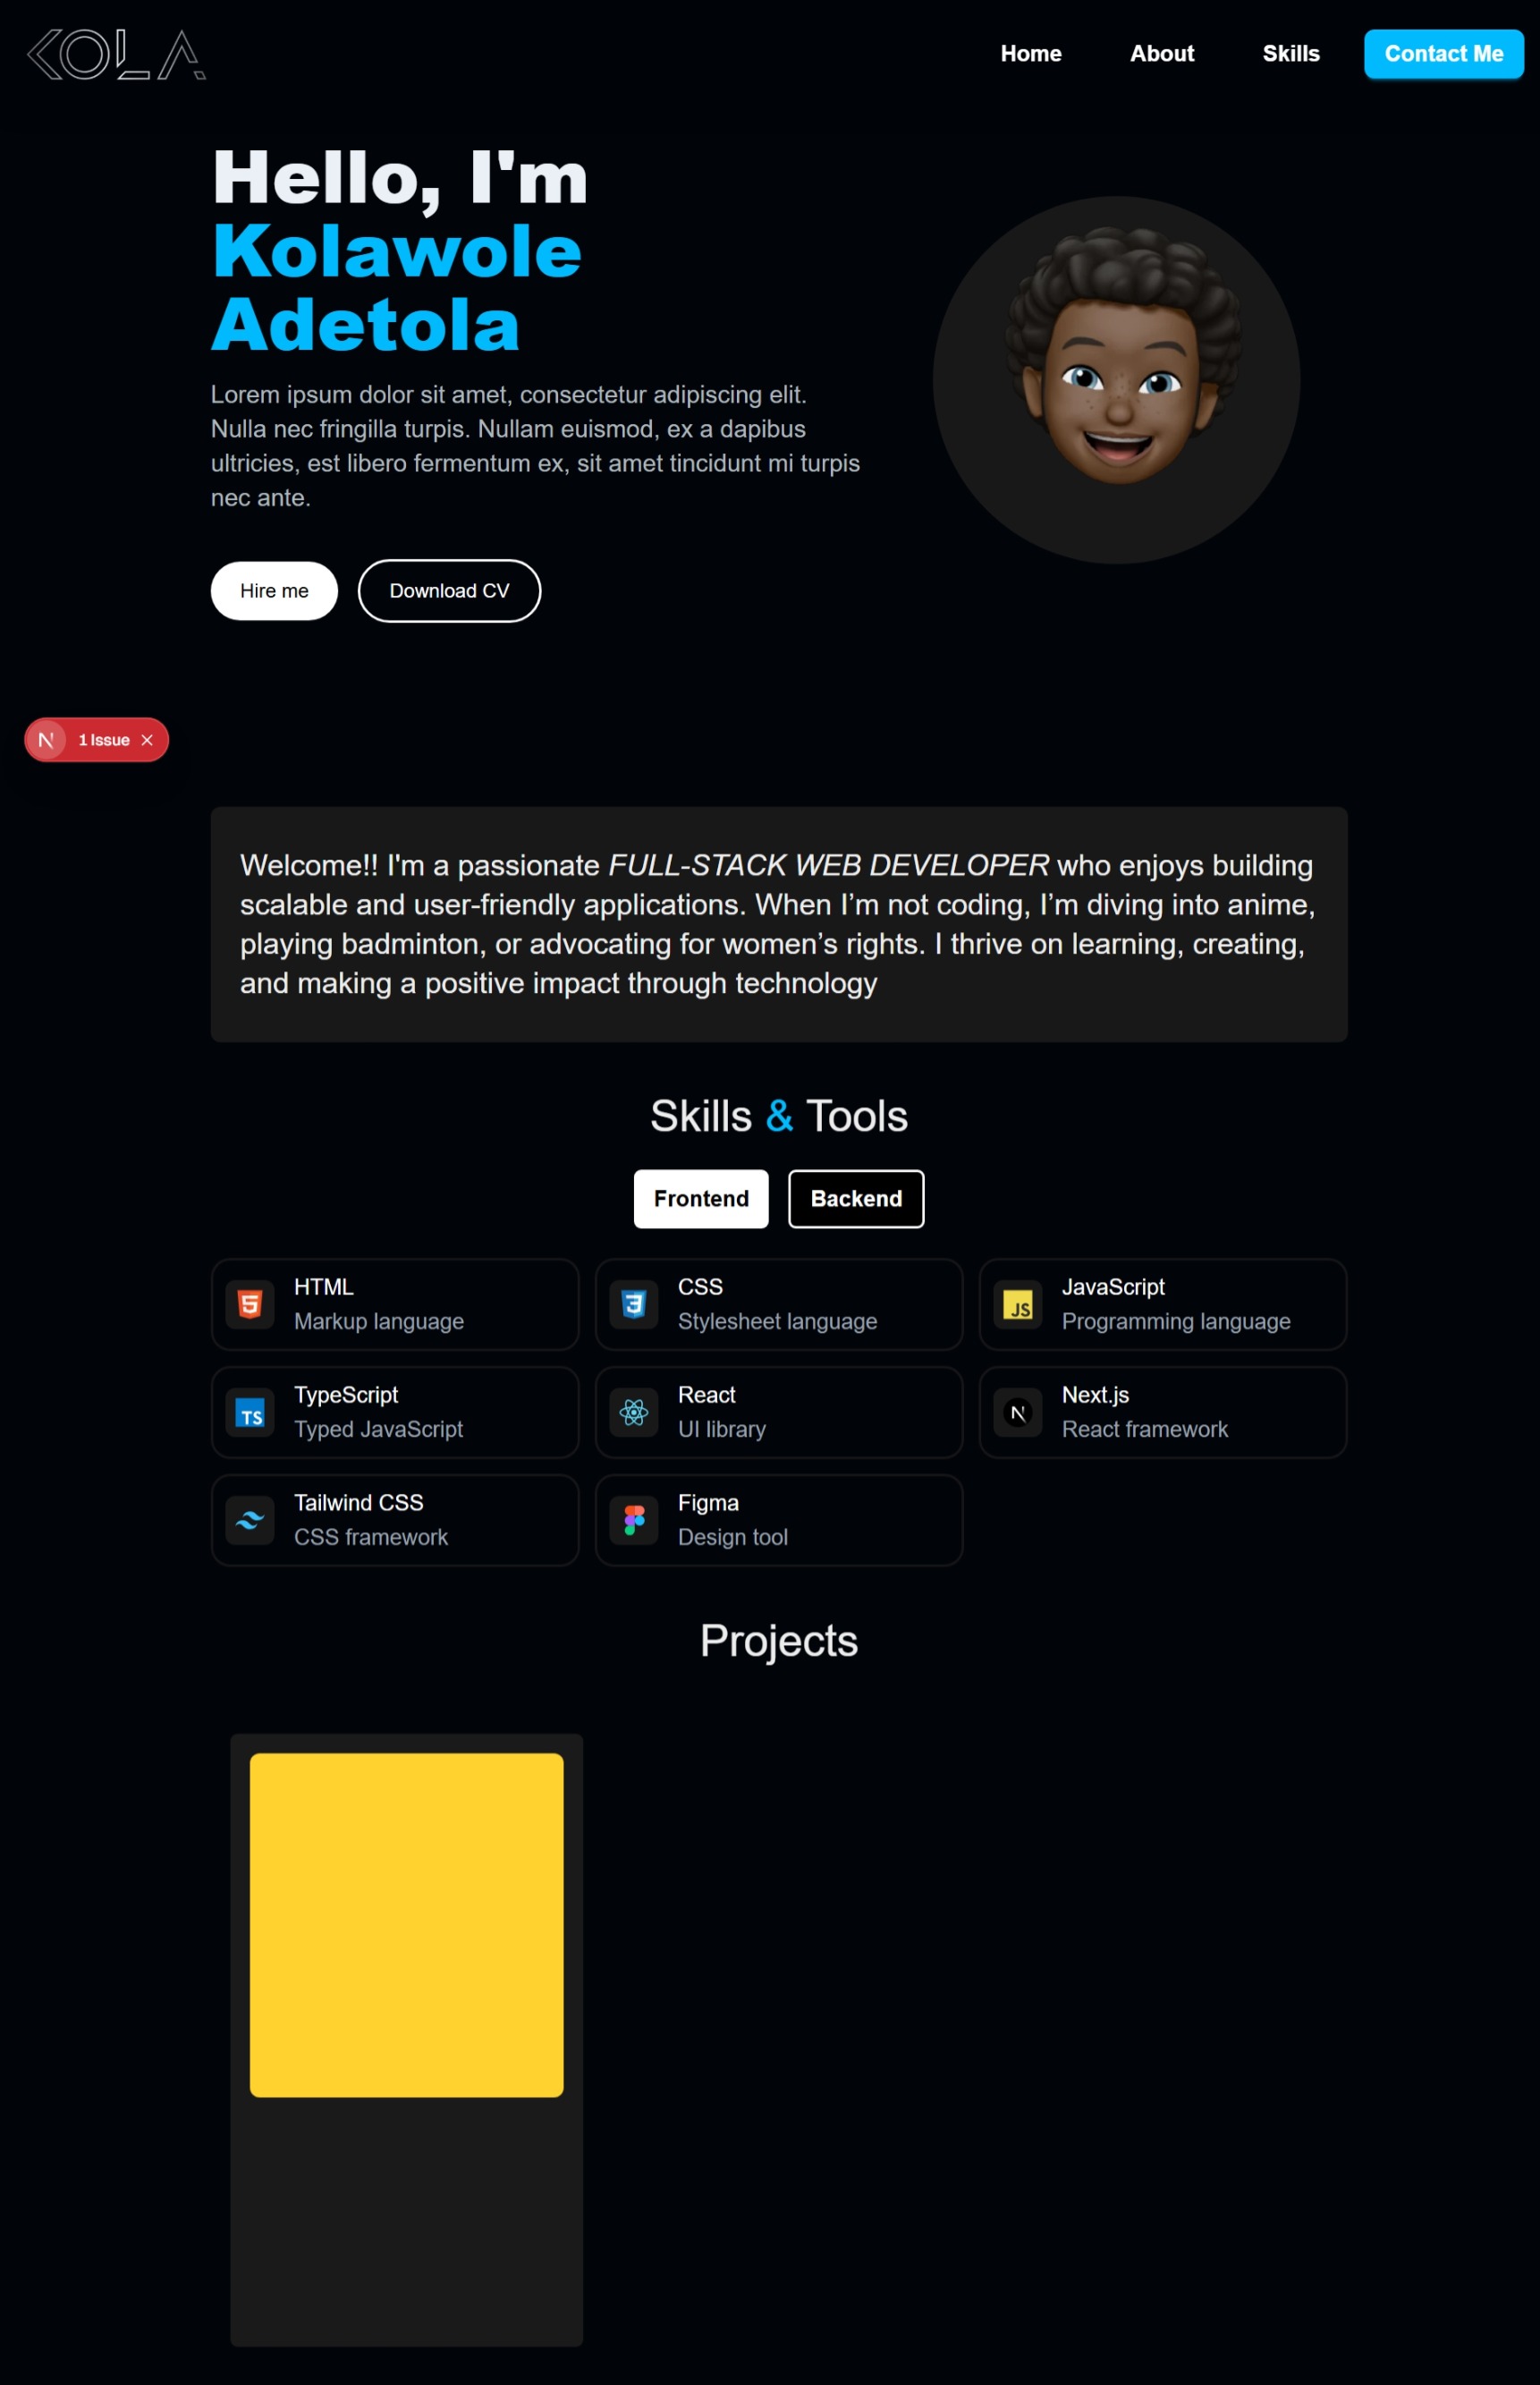 KOLA
Home
About
Skills
Contact Me
Hello, I'm
Kolawole
Adetola
Lorem ipsum dolor sit amet, consectetur adipiscing elit.
Nulla nec fringilla turpis. Nullam euismod, ex a dapibus
ultricies, est libero fermentum ex, sit amet tincidunt mi turpis
nec ante.
Hire me
Download CV
N
1 Issue
Welcome!! I'm a passionate FULL-STACK WEB DEVELOPER who enjoys building
scalable and user-friendly applications. When I’m not coding, I’m diving into anime,
playing badminton, or advocating for women’s rights. I thrive on learning, creating,
and making a positive impact through technology
Skills & Tools
Frontend
Backend
5
HTML
Markup language
3
CSS
Stylesheet language
JS
JavaScript
Programming language
TS
TypeScript
Typed JavaScript
React
UI library
N
Next.js
React framework
Tailwind CSS
CSS framework
Figma
Design tool
Projects